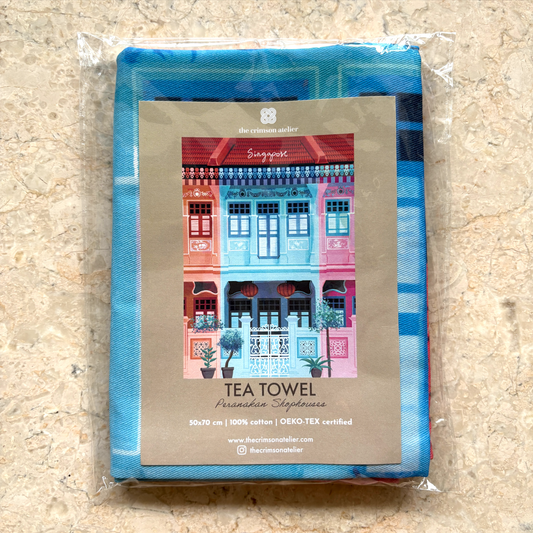 the crimson atelier
Singapore
TEA TOWEL
Peranakan Shophouses
50x70 cm | 100% cotton | OEKO-TEX certified
www.thecrimsonatelier.com
thecrimsonatelier